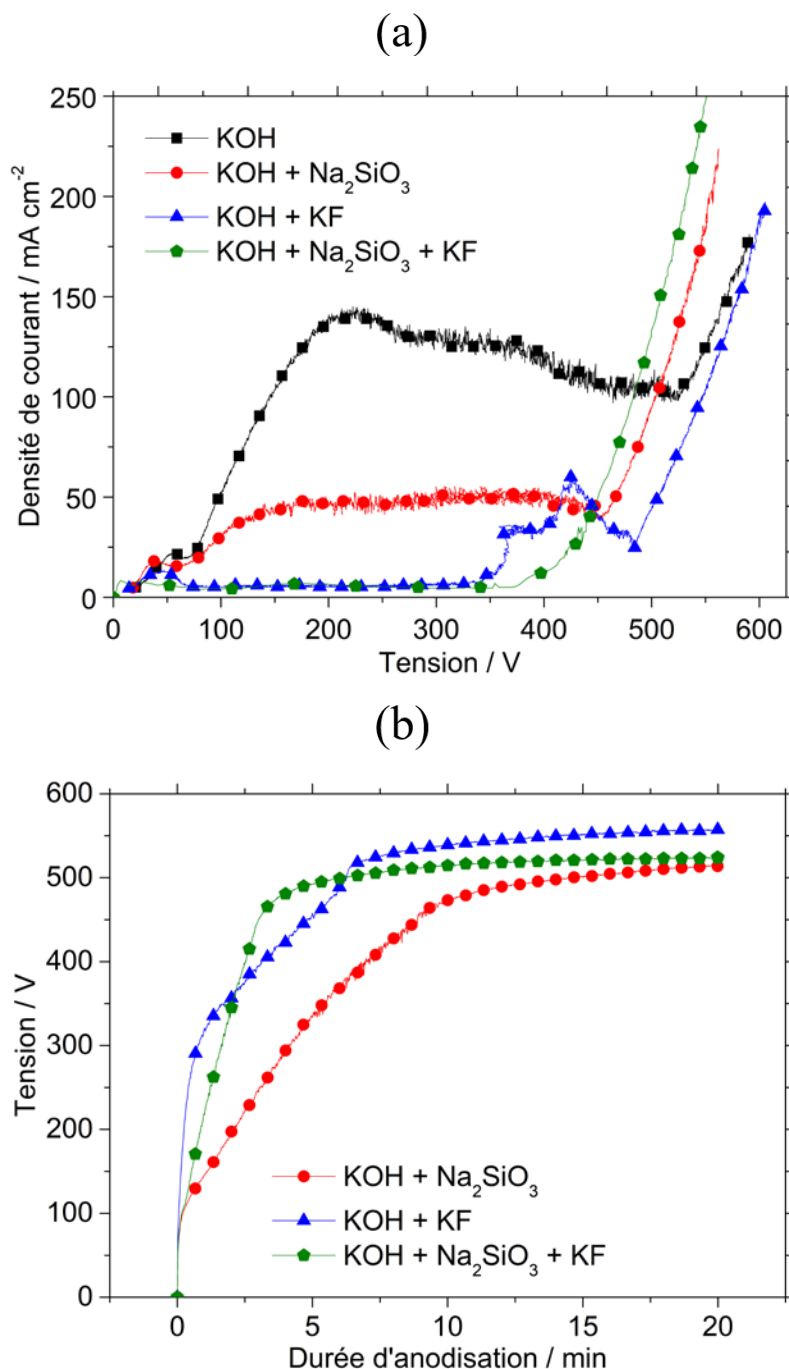 (a)
250
200
150
100
50
0
Densité de courant / mA cm⁻²
KOH
KOH + Na₂SiO₃
KOH + KF
KOH + Na₂SiO₃ + KF
0 100 200 300 400 500 600
Tension / V
(b)
600
500
400
300
200
100
0
Tension / V
KOH + Na₂SiO₃
KOH + KF
KOH + Na₂SiO₃ + KF
0 5 10 15 20
Durée d'anodisation / min